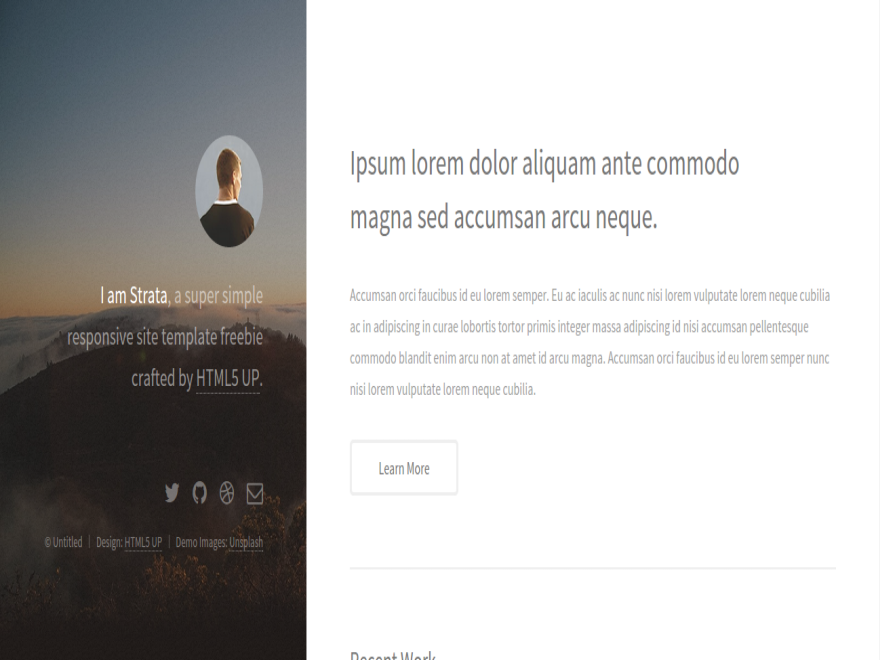 I am Strata, a super simple
responsive site template freebie
crafted by HTML5 UP.
© Untitled | Design: HTML5 UP | Demo Images: Unsplash
Ipsum lorem dolor aliquam ante commodo
magna sed accumsan arcu neque.
Accumsan orci faucibus id eu lorem semper. Eu ac iaculis ac nunc nisi lorem vulputate lorem neque cubilia
ac in adipiscing in curae lobortis tortor primis integer massa adipiscing id nisi accumsan pellentesque
commodo blandit enim arcu non at amet id arcu magna. Accumsan orci faucibus id eu lorem semper nunc
nisi lorem vulputate lorem neque cubilia.
Learn More
Recent Work